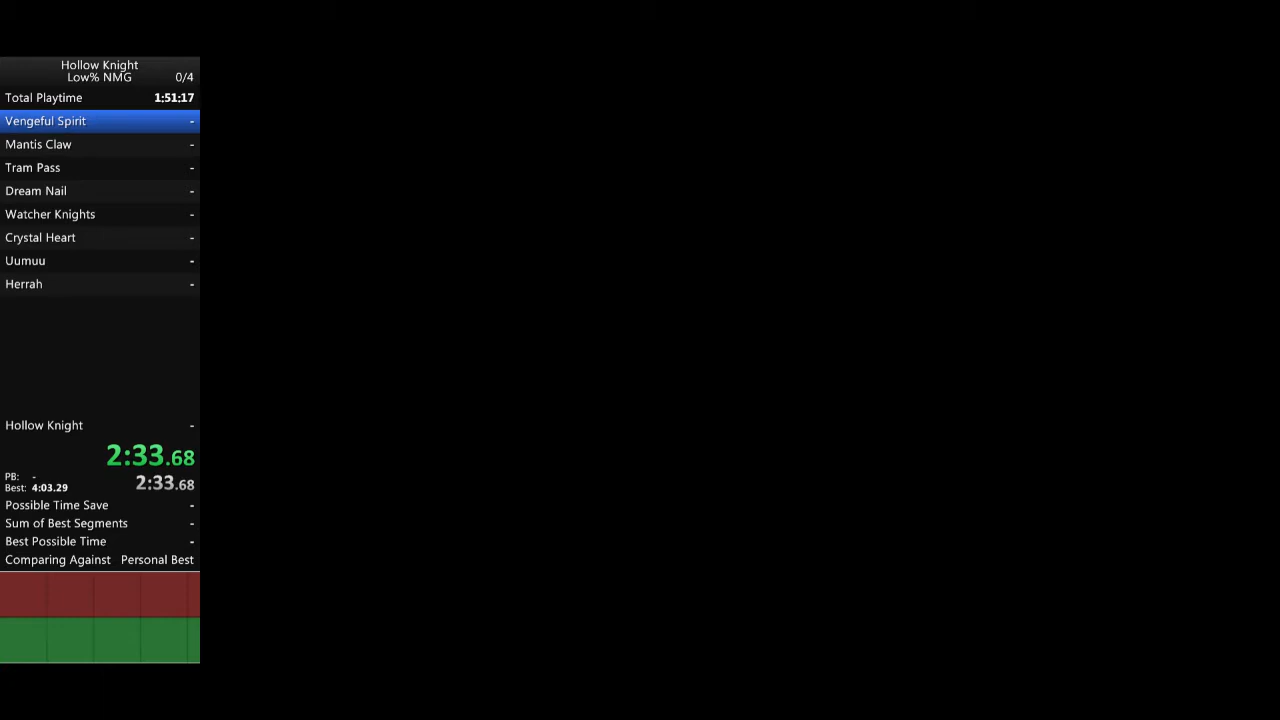 Hollow Knight
Low% NMG 0/4
Total Playtime 1:51:17
Vengeful Spirit -
Mantis Claw -
Tram Pass -
Dream Nail -
Watcher Knights -
Crystal Heart -
Uumuu -
Herrah -
Hollow Knight -
2:33.68
PB: -
Best: 4:03.29 2:33.68
Possible Time Save -
Sum of Best Segments -
Best Possible Time -
Comparing Against Personal Best